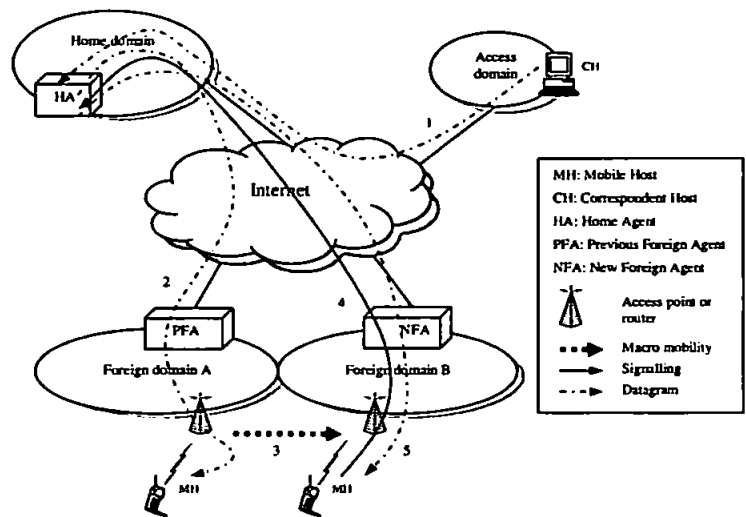 Home domain
HA
Access
domain
CH
1
Internet
2
4
PFA
NFA
Foreign domain A
Foreign domain B
3
5
MH
MH
MH: Mobile Host
CH: Correspondent Host
HA: Home Agent
PFA: Previous Foreign Agent
NFA: New Foreign Agent
Access point or
router
Macro mobility
Signalling
Datagram